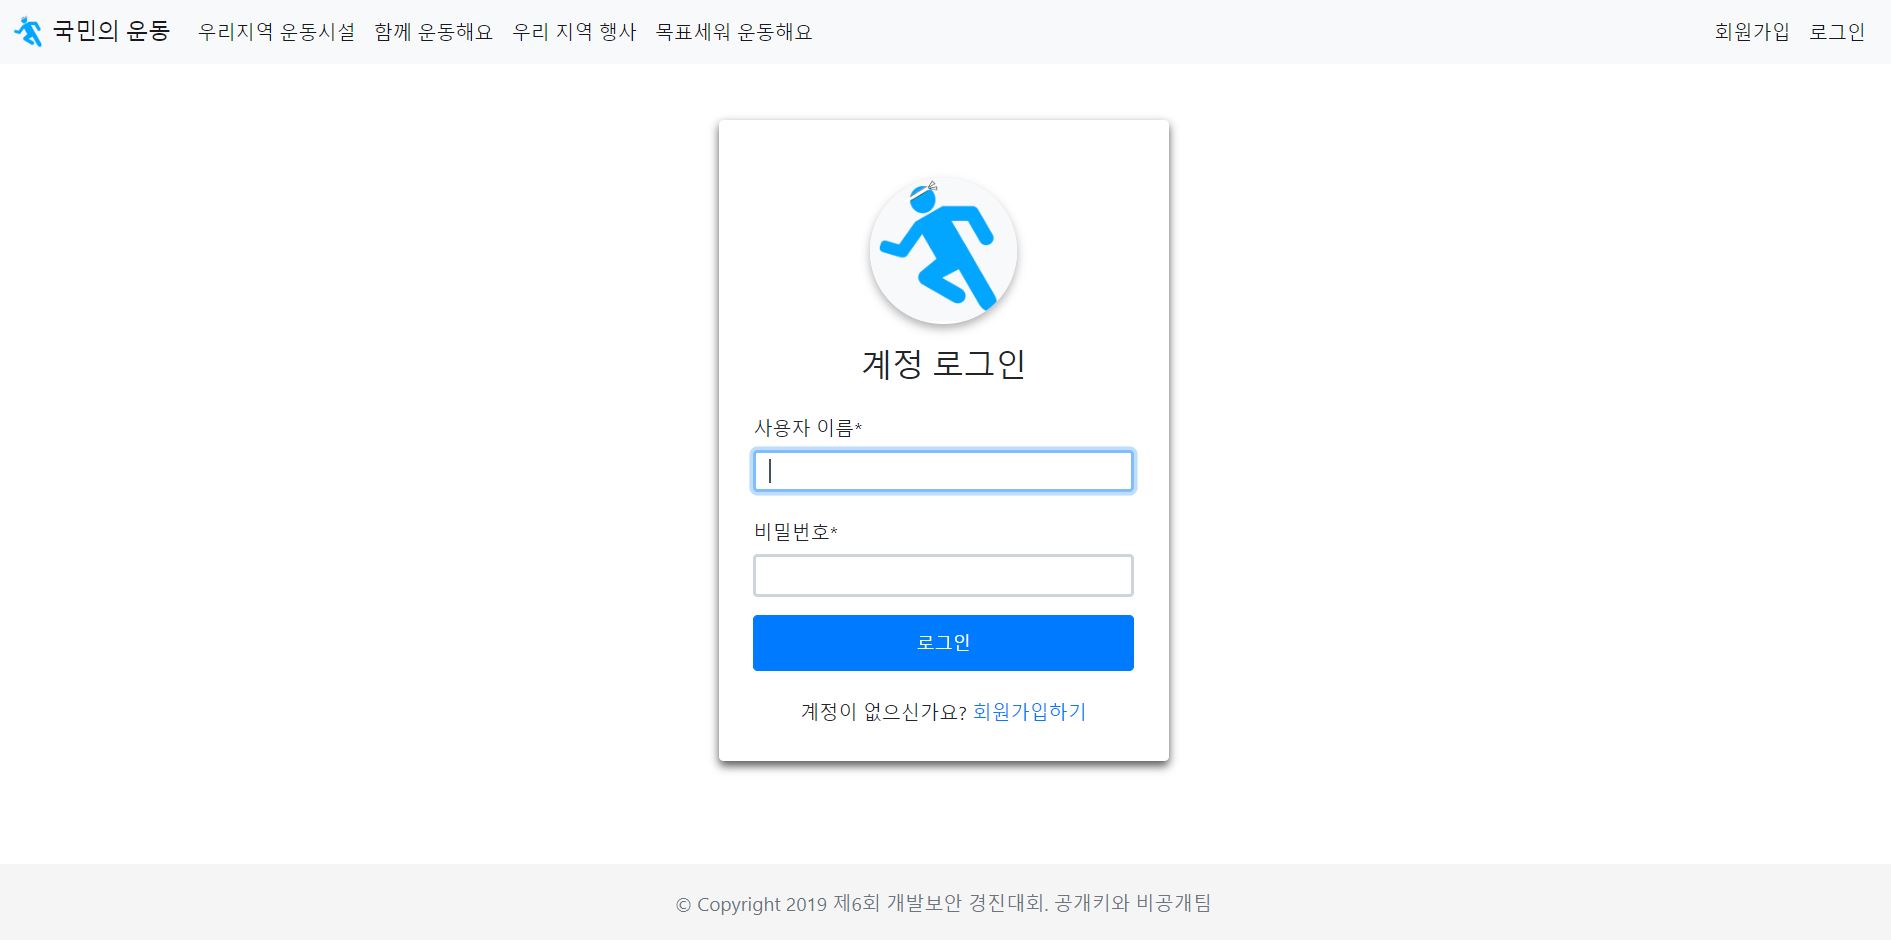 국민의 운동 우리지역 운동시설 함께 운동해요 우리 지역 행사 목표세워 운동해요 회원가입 로그인
계정 로그인
사용자 이름*
비밀번호*
로그인
계정이 없으신가요? 회원가입하기
© Copyright 2019 제6회 개발보안 경진대회. 공개키와 비공개팀